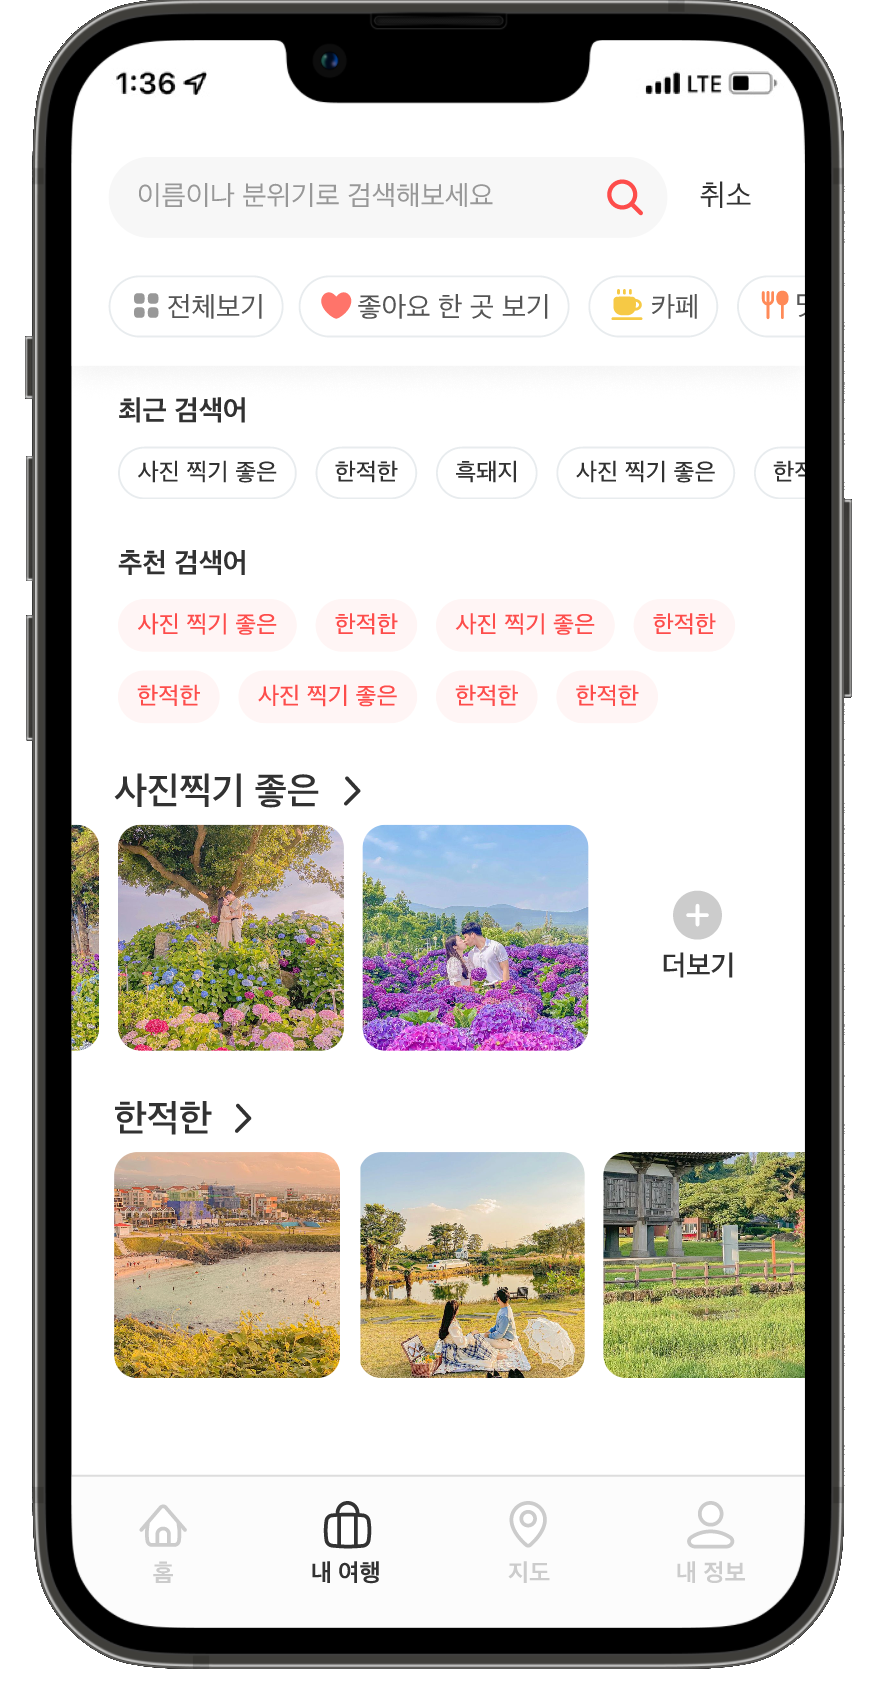 1:36 LTE
이름이나 분위기로 검색해보세요 취소
전체보기 좋아요 한 곳 보기 카페
최근 검색어
사진 찍기 좋은 한적한 흑돼지 사진 찍기 좋은
추천 검색어
사진 찍기 좋은 한적한 사진 찍기 좋은 한적한
한적한 사진 찍기 좋은 한적한 한적한
사진찍기 좋은
더보기
한적한
홈 내 여행 지도 내 정보